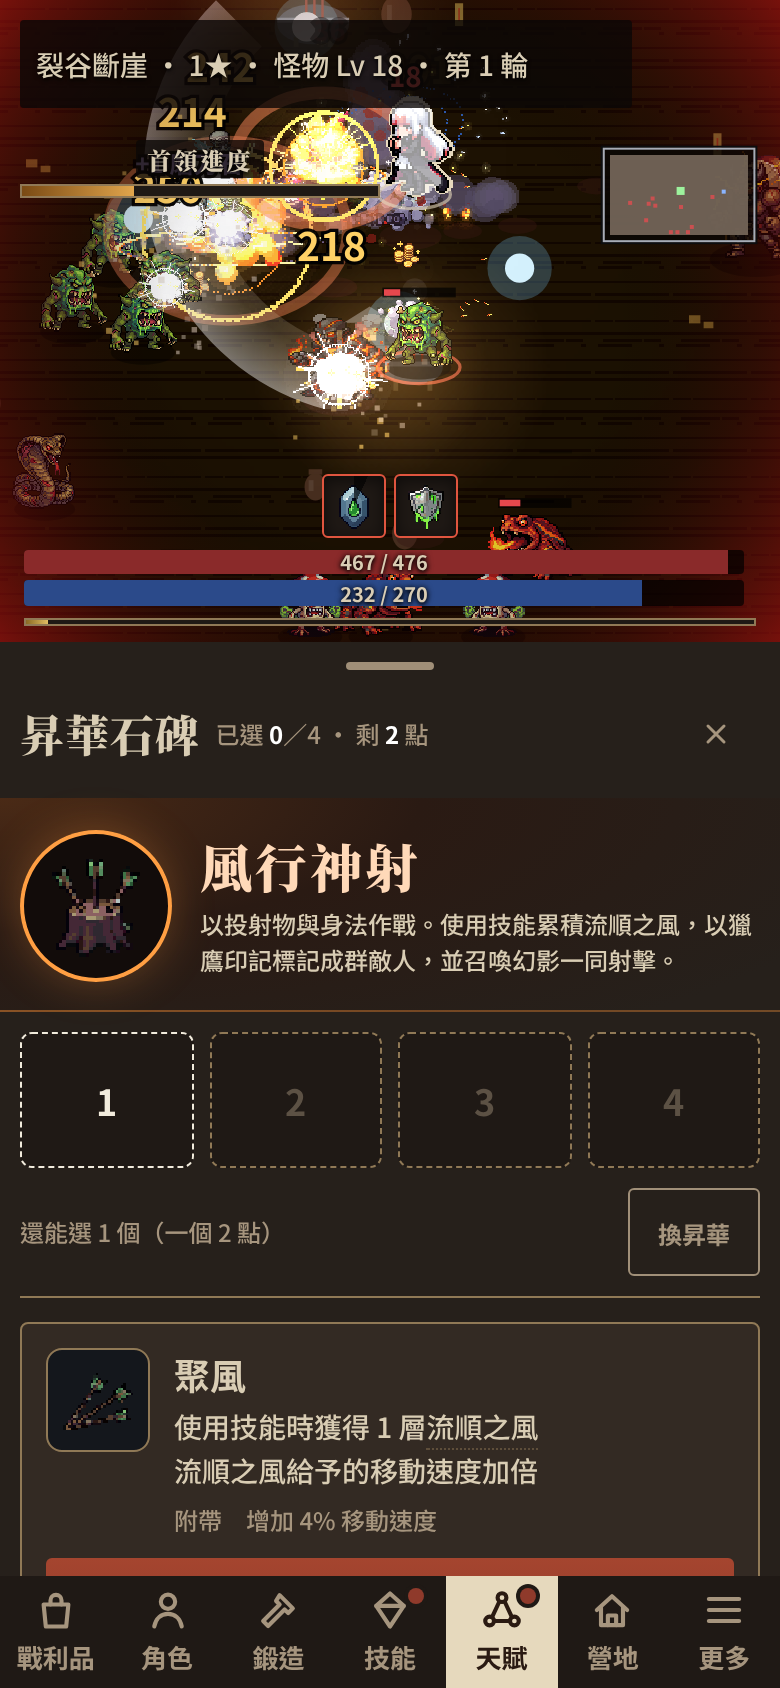 裂谷斷崖 • 1★ • 怪物 Lv 18 • 第 1 輪
214
首領進度
218
467 / 476
232 / 270
昇華石碑 已選 0／4 • 剩 2 點
風行神射
以投射物與身法作戰。使用技能累積流順之風，以獵
鷹印記標記成群敵人，並召喚幻影一同射擊。
1 2 3 4
還能選 1 個（一個 2 點）
換昇華
聚風
使用技能時獲得 1 層流順之風
流順之風給予的移動速度加倍
附帶 增加 4% 移動速度
戰利品 角色 鍛造 技能 天賦 營地 更多